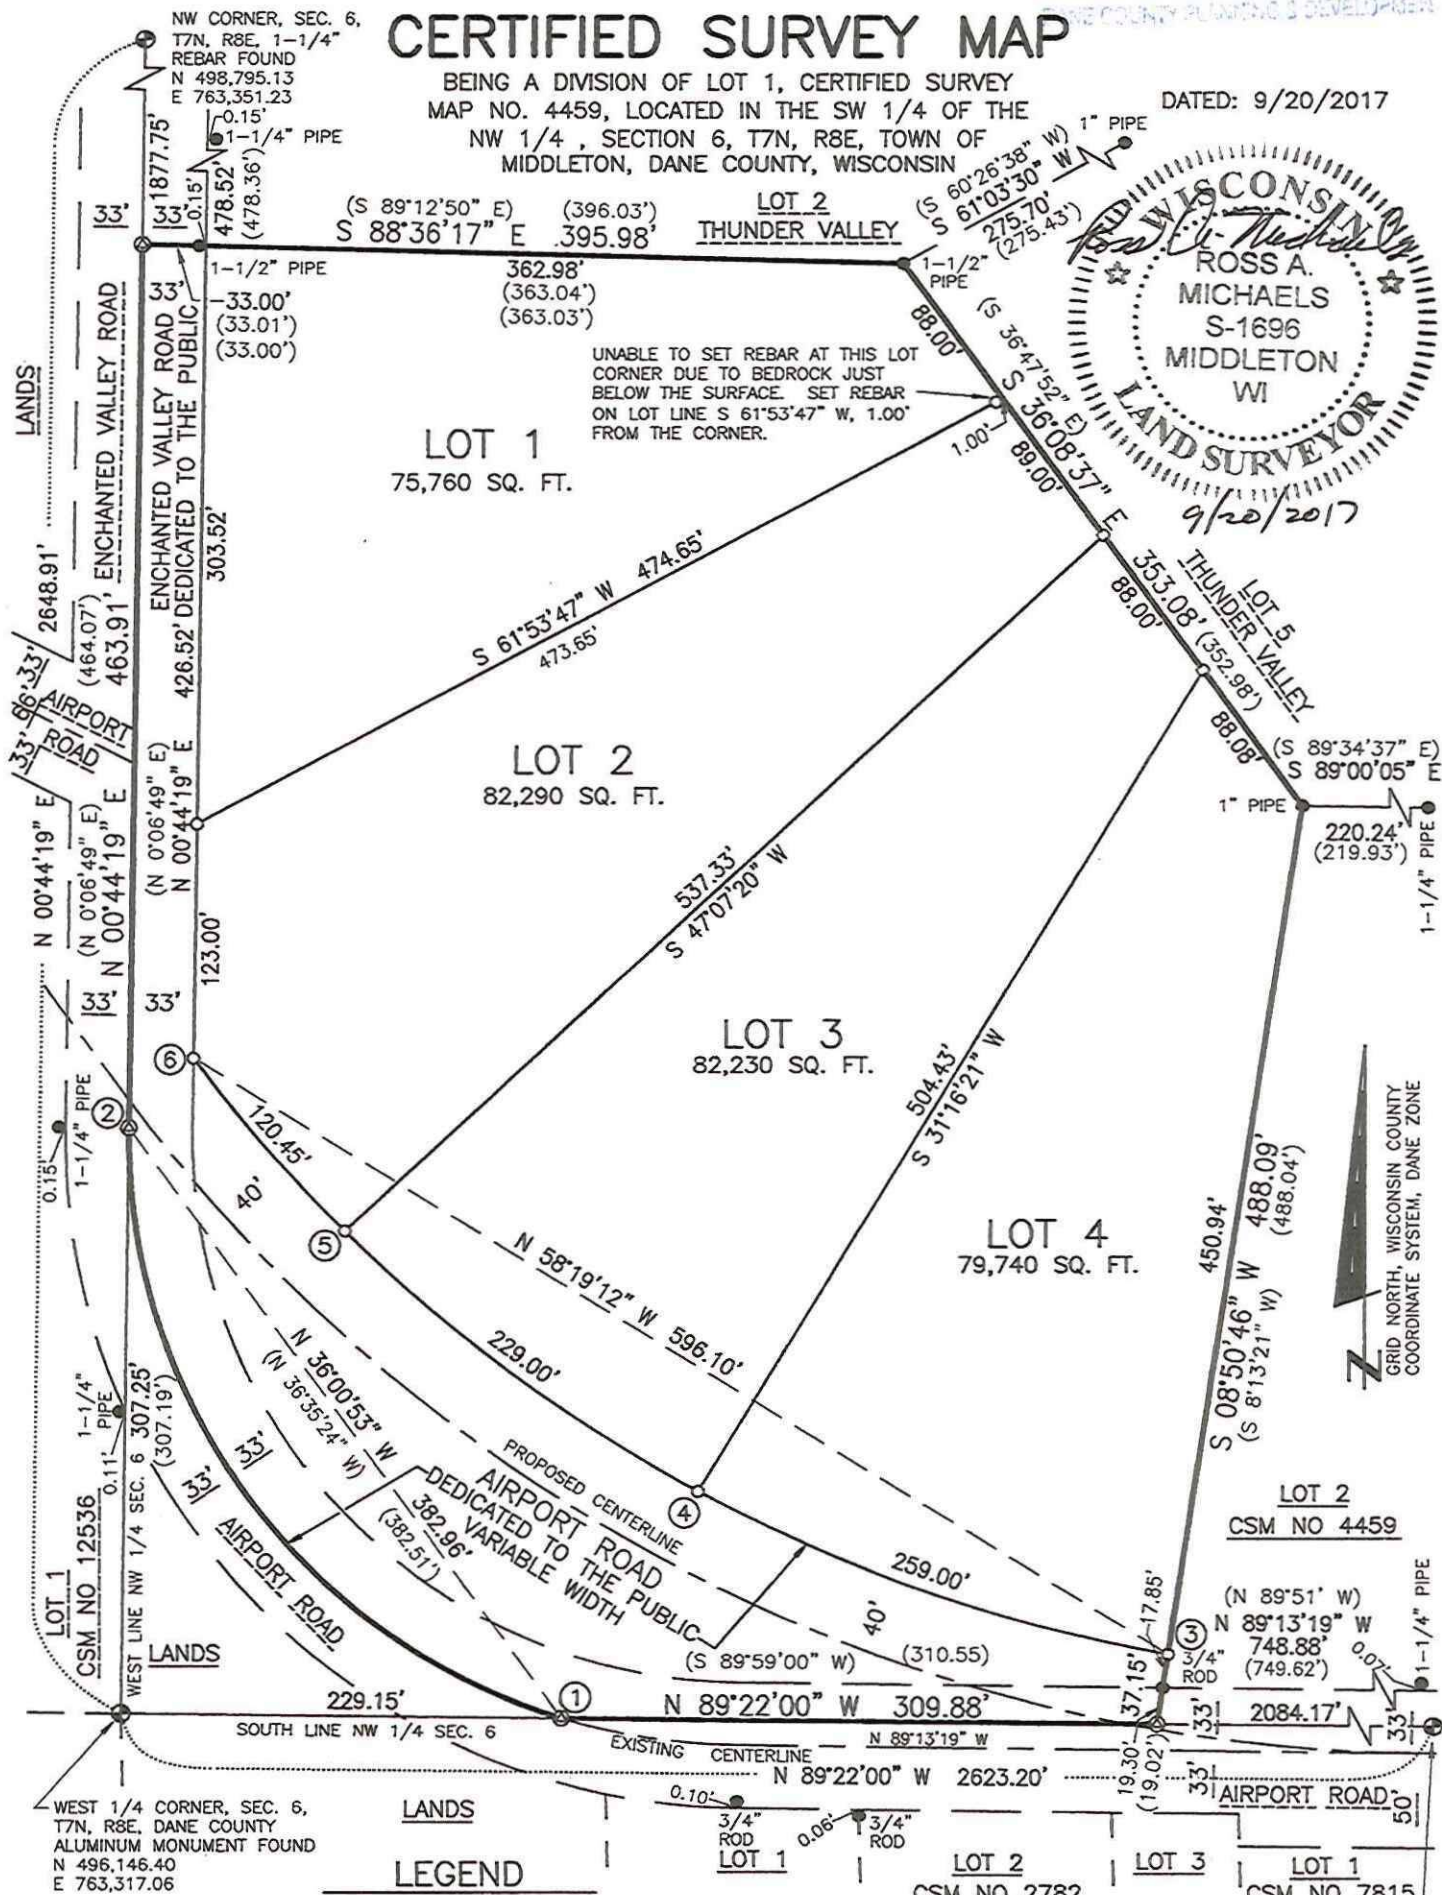 NW CORNER, SEC. 6,
T7N, R8E, 1-1/4"
REBAR FOUND
N 498,795.13
E 763,351.23
CERTIFIED SURVEY MAP
BEING A DIVISION OF LOT 1, CERTIFIED SURVEY
MAP NO. 4459, LOCATED IN THE SW 1/4 OF THE
NW 1/4 , SECTION 6, T7N, R8E, TOWN OF
MIDDLETON, DANE COUNTY, WISCONSIN
DATED: 9/20/2017
WISCONSIN
ROSS A.
MICHAELS
S-1696
MIDDLETON
WI
LAND SURVEYOR
9/20/2017
0.15'
1-1/4" PIPE
1877.75'
33'
33'
0.15'
478.52'
(478.36')
(S 89°12'50" E)
(396.03')
S 88°36'17" E
395.98'
LOT 2
THUNDER VALLEY
(S 60°26'38" W)
S 61°03'30" W
275.70'
(275.43')
1" PIPE
1-1/2" PIPE
362.98'
(363.04')
(363.03')
1-1/2"
PIPE
33'
33.00'
(33.01')
(33.00')
UNABLE TO SET REBAR AT THIS LOT
CORNER DUE TO BEDROCK JUST
BELOW THE SURFACE. SET REBAR
ON LOT LINE S 61°53'47" W, 1.00'
FROM THE CORNER.
88.00'
(S 36°47'52" E)
S 36°08'37" E
1.00'
89.00'
353.08'
(352.98')
88.00'
88.08'
LOT 5
THUNDER VALLEY
LANDS
2648.91'
ENCHANTED VALLEY ROAD
(464.07')
463.91'
ENCHANTED VALLEY ROAD
DEDICATED TO THE PUBLIC
426.52'
303.52'
LOT 1
75,760 SQ. FT.
S 61°53'47" W 474.65'
473.65'
33'
66'
33'
AIRPORT
ROAD
LOT 2
82,290 SQ. FT.
(S 89°34'37" E)
S 89°00'05" E
1" PIPE
220.24'
(219.93')
1-1/4" PIPE
N 00°44'19" E
(N 0°06'49" E)
N 00°44'19" E
(N 0°06'49" E)
N 00°44'19" E
123.00'
537.33'
S 47°07'20" W
33'
33'
LOT 3
82,230 SQ. FT.
504.43'
S 31°16'21" W
6
2
0.15'
1-1/4" PIPE
120.45'
40'
5
N 58°19'12" W 596.10'
LOT 4
79,740 SQ. FT.
450.94'
S 08°50'46" W 488.09'
(S 8°13'21" W)
(488.04')
GRID NORTH, WISCONSIN COUNTY
COORDINATE SYSTEM, DANE ZONE
N
229.00'
N 36°00'53" W
(N 36°35'24" W)
382.96'
(382.51')
1-1/4"
PIPE
0.11'
307.25'
(307.19')
WEST LINE NW 1/4 SEC. 6
33'
33'
PROPOSED CENTERLINE
AIRPORT ROAD
DEDICATED TO THE PUBLIC
VARIABLE WIDTH
4
259.00'
LOT 2
CSM NO 4459
LOT 1
CSM NO 12536
LANDS
AIRPORT ROAD
40'
(S 89°59'00" W)
(310.55)
17.85'
3
3/4"
ROD
37.15'
(N 89°51' W)
N 89°13'19" W
748.88'
(749.62')
0.07'
1-1/4" PIPE
229.15'
SOUTH LINE NW 1/4 SEC. 6
1
N 89°22'00" W 309.88'
33'
2084.17'
33'
EXISTING CENTERLINE
N 89°13'19" W
N 89°22'00" W 2623.20'
19.30'
(19.02')
33'
AIRPORT ROAD
50'
WEST 1/4 CORNER, SEC. 6,
T7N, R8E, DANE COUNTY
ALUMINUM MONUMENT FOUND
N 496,146.40
E 763,317.06
LANDS
0.10'
3/4"
ROD
0.06'
3/4"
ROD
LEGEND
LOT 1
LOT 2
CSM NO 2782
LOT 3
LOT 1
CSM NO 7815